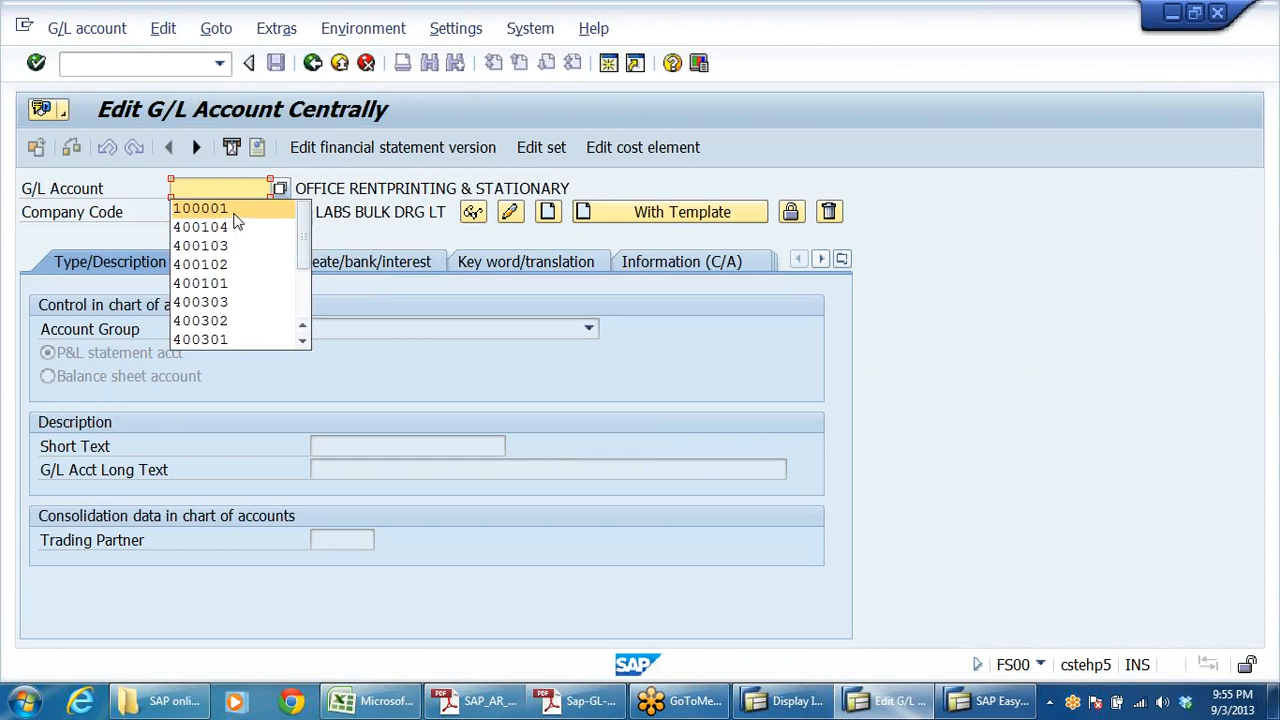 G/L account Edit Goto Extras Environment Settings System Help
Edit G/L Account Centrally
Edit financial statement version Edit set Edit cost element
G/L Account OFFICE RENTPRINTING & STATIONARY
Company Code LABS BULK DRG LT With Template
100001
400104
400103
400102
400101
400303
400302
400301
Type/Description eate/bank/interest Key word/translation Information (C/A)
Control in chart of a
Account Group
P&L statement acct
Balance sheet account
Description
Short Text
G/L Acct Long Text
Consolidation data in chart of accounts
Trading Partner
SAP FS00 cstehp5 INS
SAP onli... Microsof... SAP_AR_... Sap-GL-... GoToMe... Display I... Edit G/L ... SAP Easy... 9:55 PM
9/3/2013